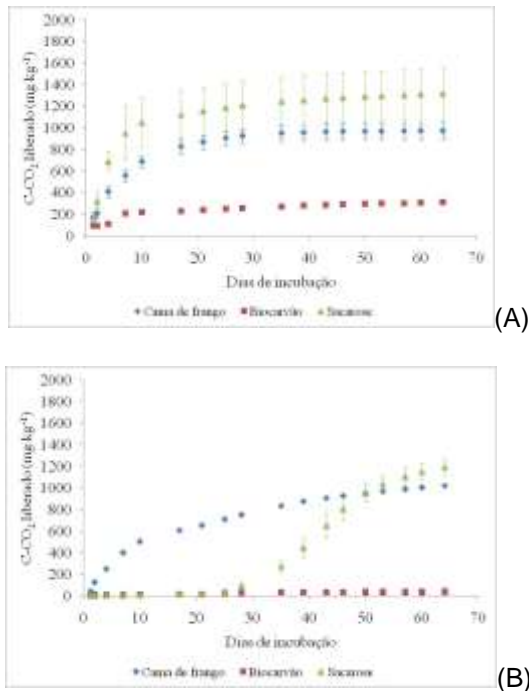 2000
1800
1600
1400
1200
1000
800
600
400
200
0
C-CO₂ liberado (mg kg⁻¹)
0 10 20 30 40 50 60 70
Dias de incubação
Cama de frango Biocarvão Sacarose
(A)
2000
1800
1600
1400
1200
1000
800
600
400
200
0
C-CO₂ liberado (mg kg⁻¹)
0 10 20 30 40 50 60 70
Dias de incubação
Cama de frango Biocarvão Sacarose
(B)